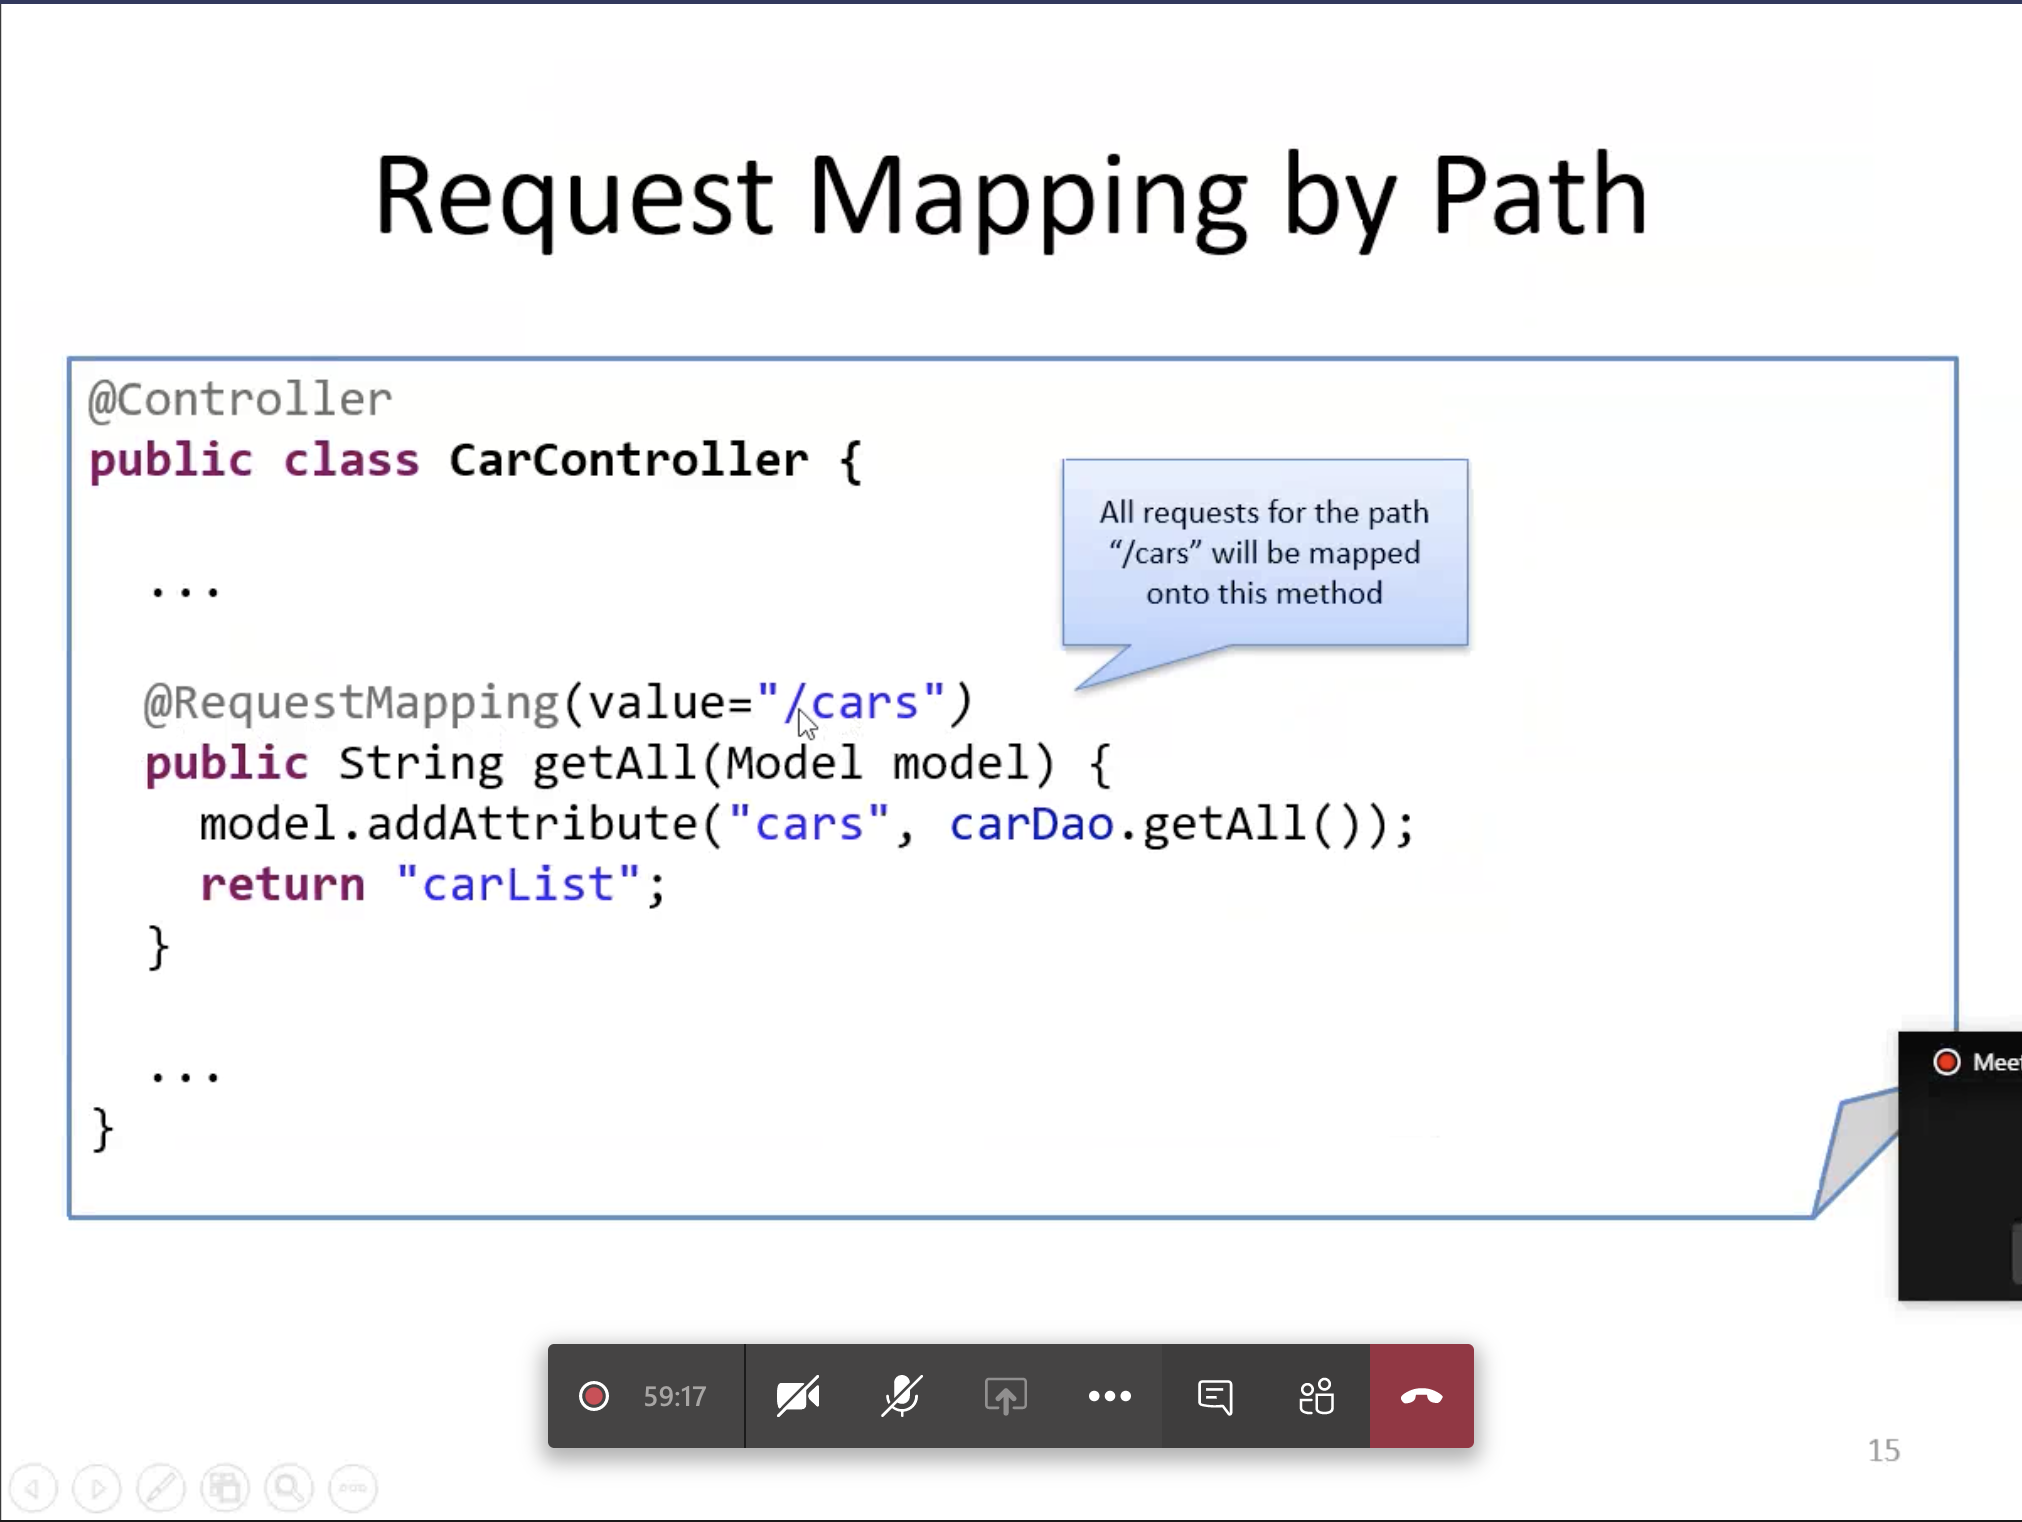 Request Mapping by Path
@Controller
public class CarController {
...
All requests for the path
“/cars” will be mapped
onto this method
@RequestMapping(value="/cars")
public String getAll(Model model) {
model.addAttribute("cars", carDao.getAll());
return "carList";
}
...
}
59:17
15